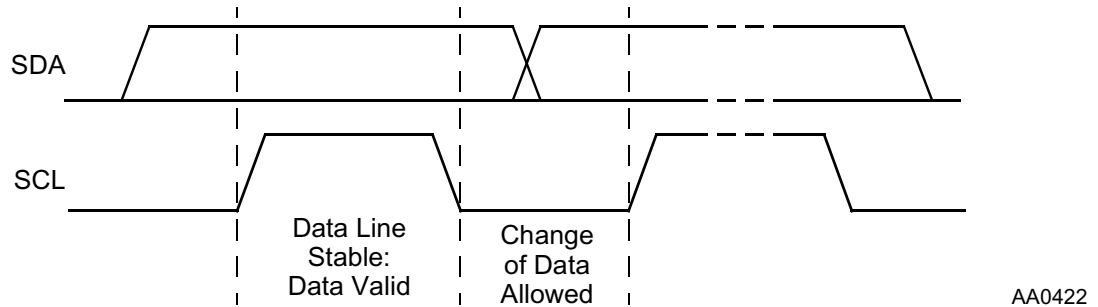 SDA
SCL
Data Line
Stable:
Data Valid
Change
of Data
Allowed
AA0422